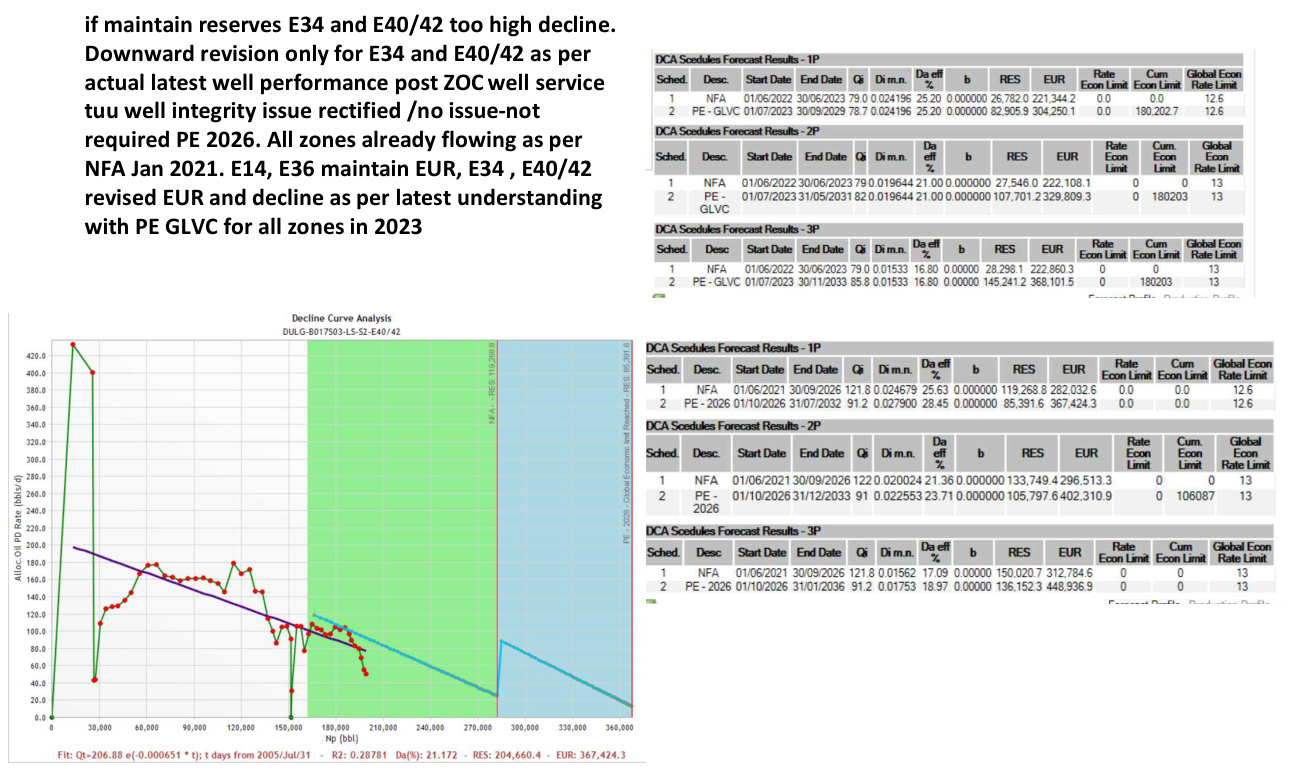 if maintain reserves E34 and E40/42 too high decline.
Downward revision only for E34 and E40/42 as per
actual latest well performance post ZOC well service
tuu well integrity issue rectified /no issue-not
required PE 2026. All zones already flowing as per
NFA Jan 2021. E14, E36 maintain EUR, E34 , E40/42
revised EUR and decline as per latest understanding
with PE GLVC for all zones in 2023
DCA Scedules Forecast Results - 1P
Sched. Desc. Start Date End Date Qi Di m.n. Da eff % b RES EUR Rate Econ Limit Cum Econ Limit Global Econ Rate Limit
1 NFA 01/06/2022 30/06/2023 79.0 0.024196 25.20 0.000000 26,782.0 221,344.2 0.0 0.0 12.6
2 PE - GLVC 01/07/2023 30/09/2029 78.7 0.024196 25.20 0.000000 82,905.9 304,250.1 0.0 180,202.7 12.6
DCA Scedules Forecast Results - 2P
Sched. Desc. Start Date End Date Qi Di m.n. Da eff % b RES EUR Rate Econ Limit Cum. Econ Limit Global Econ Rate Limit
1 NFA 01/06/2022 30/06/2023 79 0.019644 21.00 0.000000 27,546.0 222,108.1 0 0 13
2 PE - GLVC 01/07/2023 31/05/2031 82 0.019644 21.00 0.000000 107,701.2 329,809.3 0 180203 13
DCA Scedules Forecast Results - 3P
Sched. Desc Start Date End Date Qi Di m.n. Da eff % b RES EUR Rate Econ Limit Cum Econ Limit Global Econ Rate Limit
1 NFA 01/06/2022 30/06/2023 79.0 0.01533 16.80 0.00000 28,298.1 222,860.3 0 0 13
2 PE - GLVC 01/07/2023 30/11/2033 85.8 0.01533 16.80 0.00000 145,241.2 368,101.5 0 180203 13
Decline Curve Analysis
DULG-B017S03-LS-S2-E40/42
Alloc.Oil PD Rate (bbls/d)
420.0
400.0
380.0
360.0
340.0
320.0
300.0
280.0
260.0
240.0
220.0
200.0
180.0
160.0
140.0
120.0
100.0
80.0
60.0
40.0
20.0
0.0
NFA - - RES: 119,268.8
PE - 2026 - Global Economic limit Reached - RES: 85,391.6
0 30,000 60,000 90,000 120,000 150,000 180,000 210,000 240,000 270,000 300,000 330,000 360,000
Np (bbl)
Fit: Qt=206.88 e(-0.000651 * t); t days from 2005/Jul/31 - R2: 0.28781 Da(%): 21.172 - RES: 204,660.4 - EUR: 367,424.3
DCA Scedules Forecast Results - 1P
Sched. Desc. Start Date End Date Qi Di m.n. Da eff % b RES EUR Rate Econ Limit Cum Econ Limit Global Econ Rate Limit
1 NFA 01/06/2021 30/09/2026 121.8 0.024679 25.63 0.000000 119,268.8 282,032.6 0.0 0.0 12.6
2 PE - 2026 01/10/2026 31/07/2032 91.2 0.027900 28.45 0.000000 85,391.6 367,424.3 0.0 0.0 12.6
DCA Scedules Forecast Results - 2P
Sched. Desc. Start Date End Date Qi Di m.n. Da eff % b RES EUR Rate Econ Limit Cum. Econ Limit Global Econ Rate Limit
1 NFA 01/06/2021 30/09/2026 122 0.020024 21.36 0.000000 133,749.4 296,513.3 0 0 13
2 PE - 2026 01/10/2026 31/12/2033 91 0.022553 23.71 0.000000 105,797.6 402,310.9 0 106087 13
DCA Scedules Forecast Results - 3P
Sched. Desc Start Date End Date Qi Di m.n. Da eff % b RES EUR Rate Econ Limit Cum Econ Limit Global Econ Rate Limit
1 NFA 01/06/2021 30/09/2026 121.8 0.01562 17.09 0.00000 150,020.7 312,784.6 0 0 13
2 PE - 2026 01/10/2026 31/01/2036 91.2 0.01753 18.97 0.00000 136,152.3 448,936.9 0 0 13